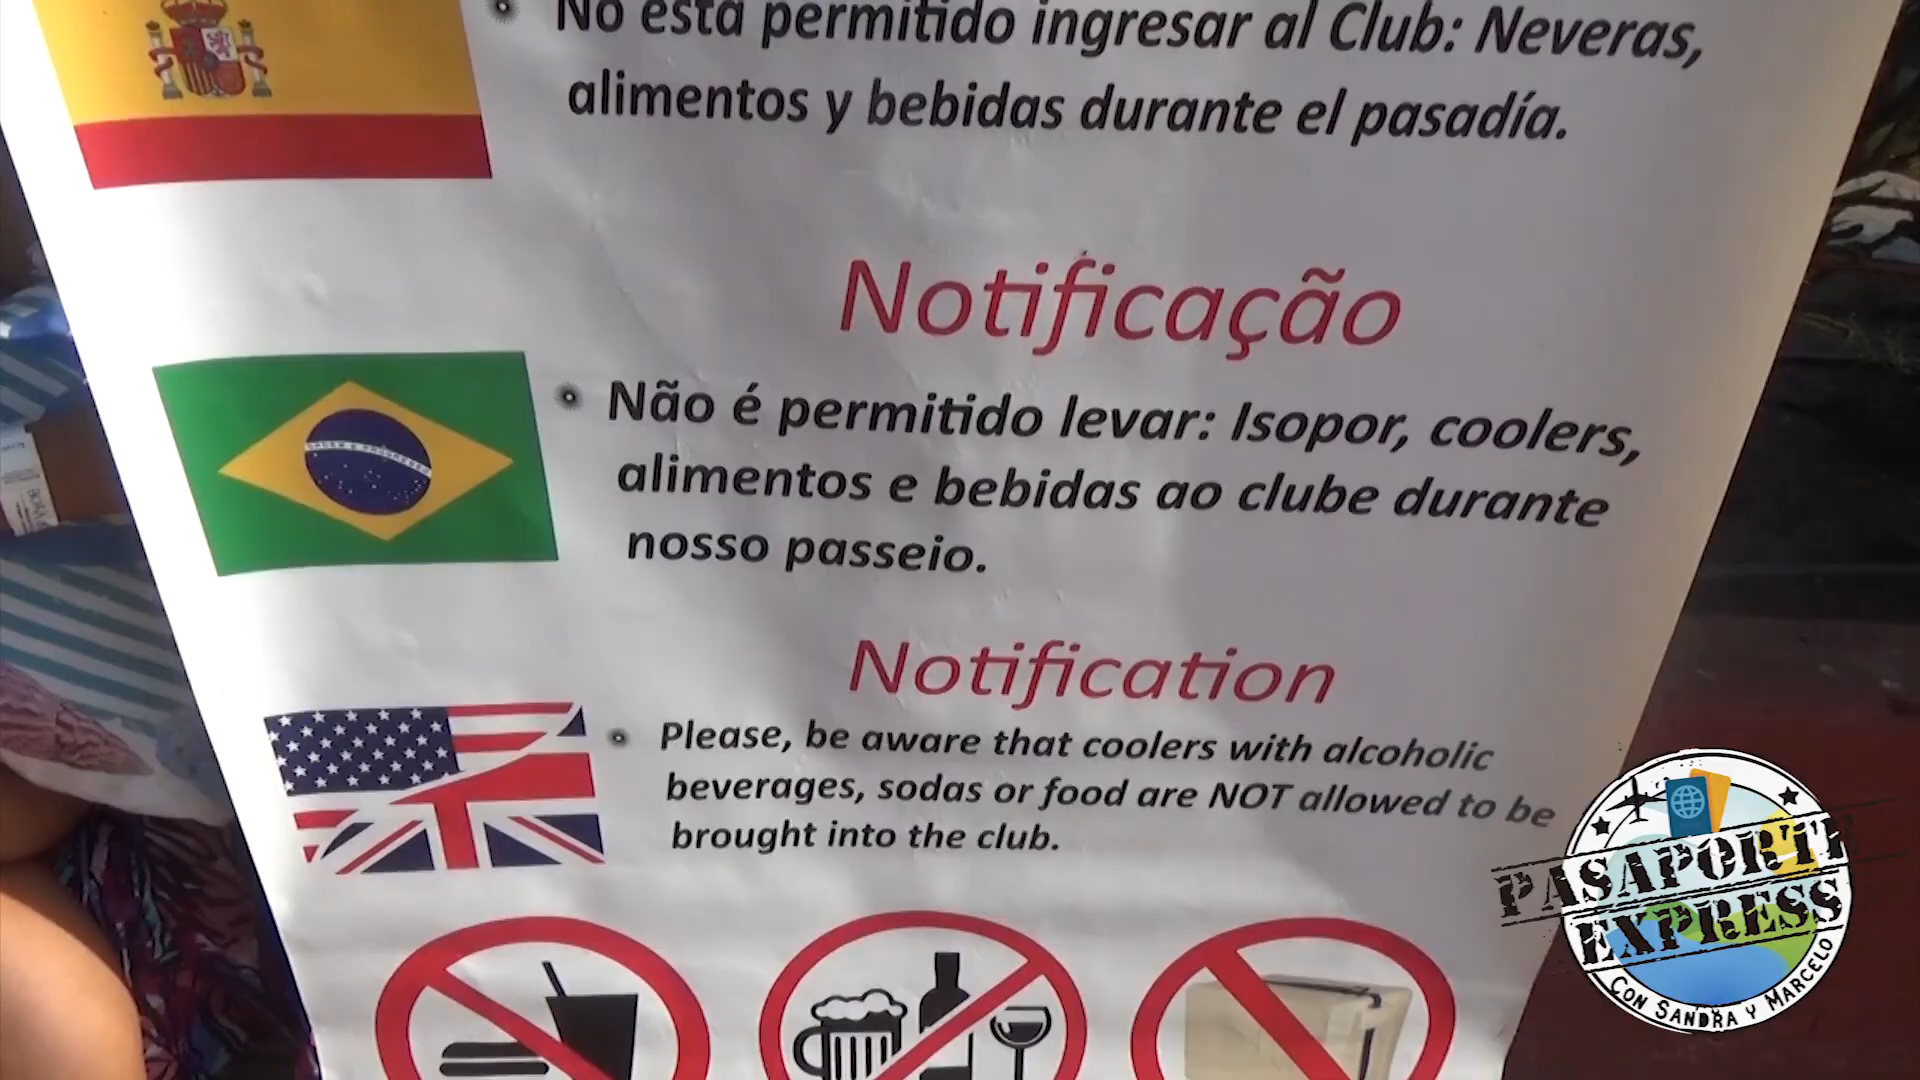 No está permitido ingresar al Club: Neveras,
alimentos y bebidas durante el pasadía.
Notificação
Não é permitido levar: Isopor, coolers,
alimentos e bebidas ao clube durante
nosso passeio.
Notification
Please, be aware that coolers with alcoholic
beverages, sodas or food are NOT allowed to be
brought into the club.
PASAPORTE
EXPRESS
CON SANDRA Y MARCELO